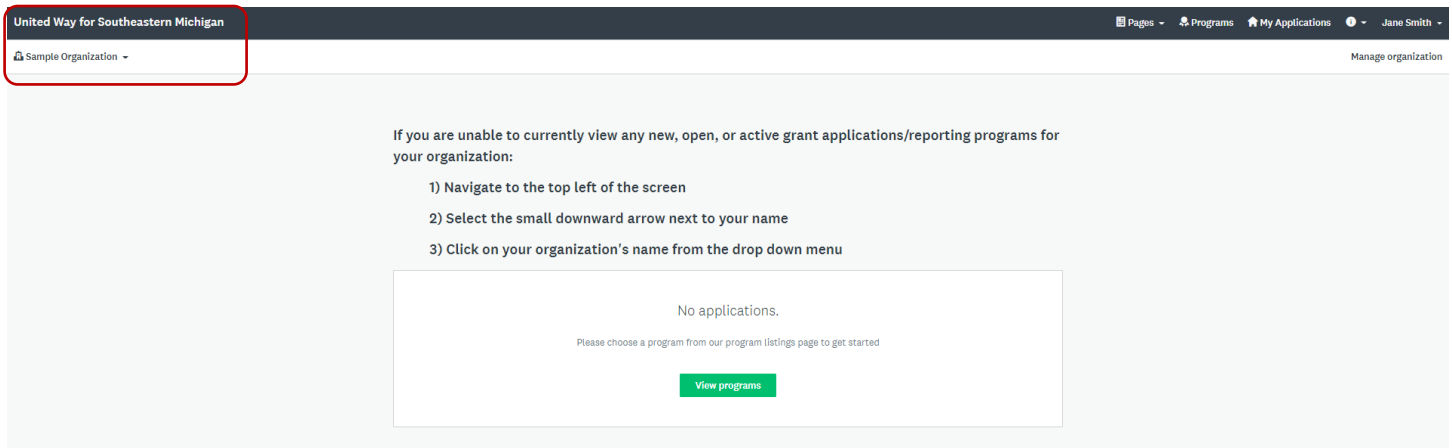 United Way for Southeastern Michigan
Pages
Programs
My Applications
Jane Smith
Sample Organization
Manage organization
If you are unable to currently view any new, open, or active grant applications/reporting programs for
your organization:
1) Navigate to the top left of the screen
2) Select the small downward arrow next to your name
3) Click on your organization's name from the drop down menu
No applications.
Please choose a program from our program listings page to get started
View programs